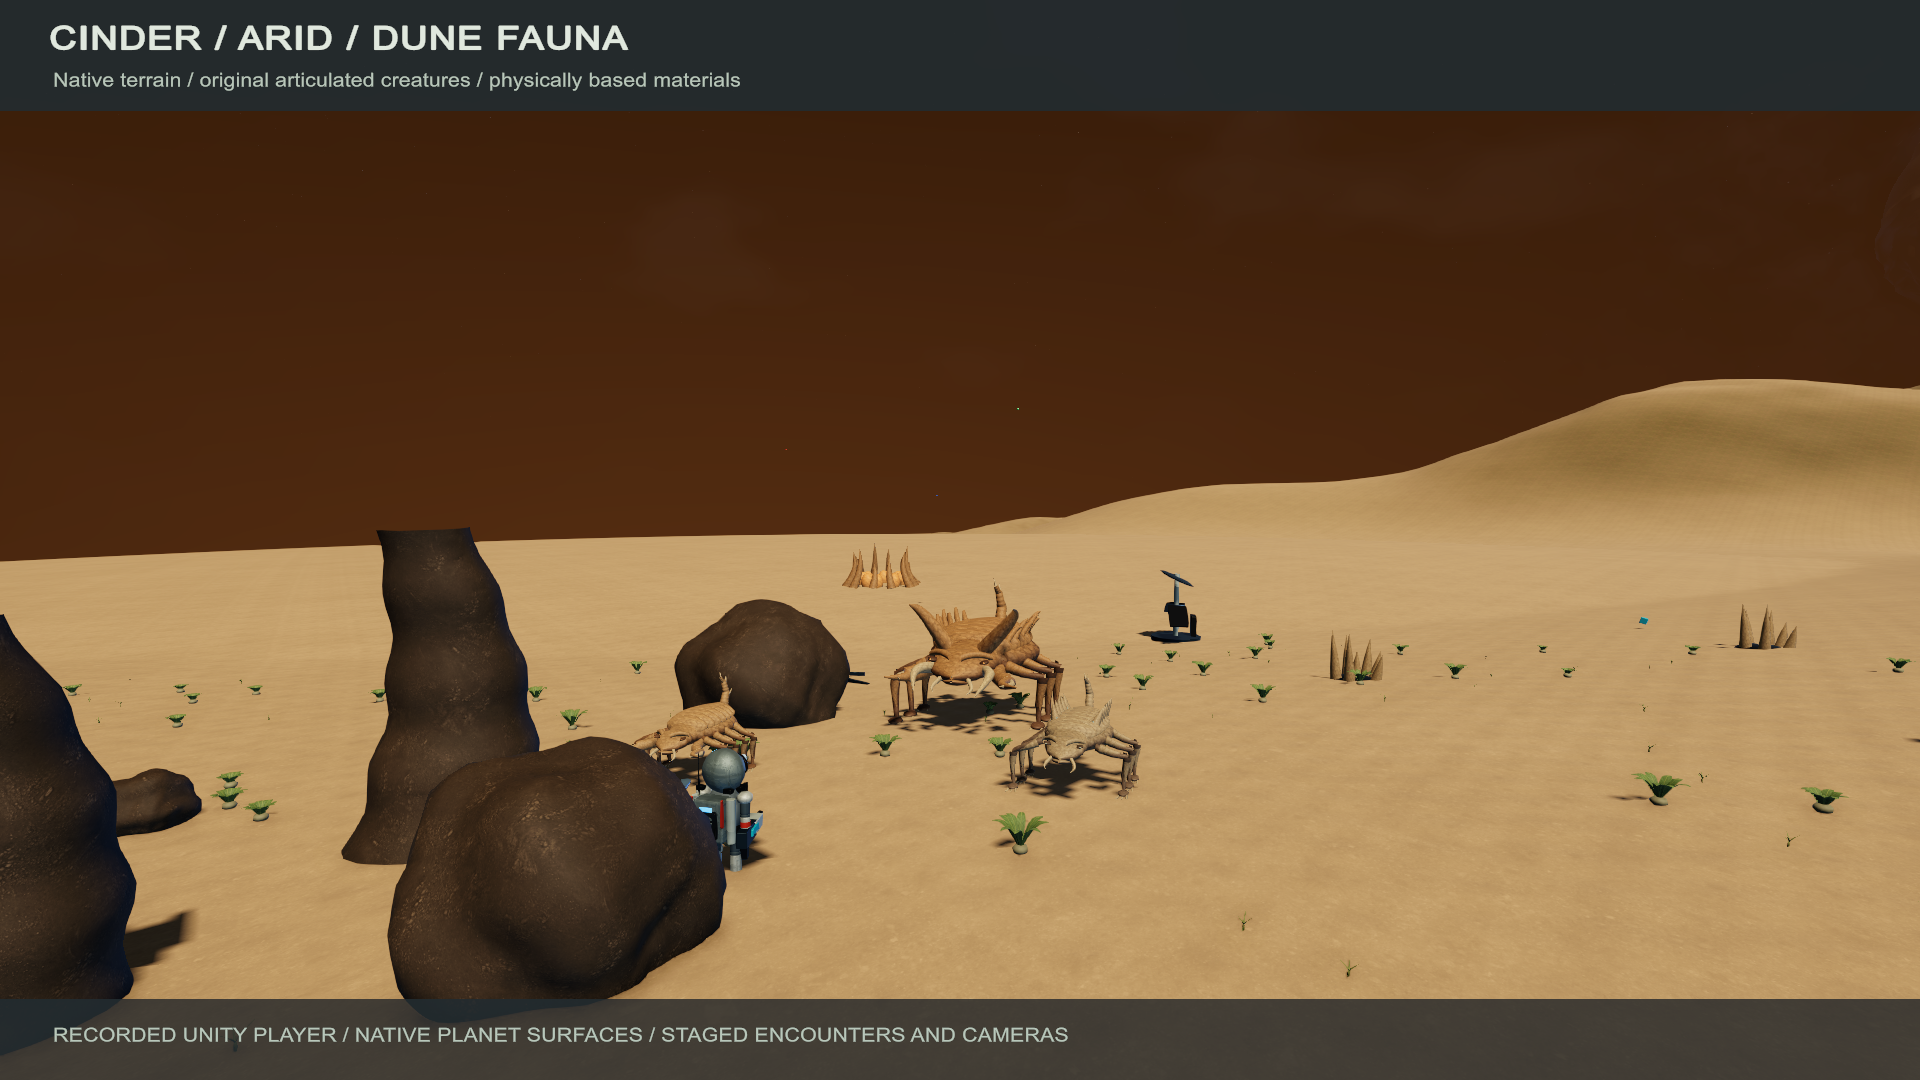 CINDER / ARID / DUNE FAUNA
Native terrain / original articulated creatures / physically based materials
RECORDED UNITY PLAYER / NATIVE PLANET SURFACES / STAGED ENCOUNTERS AND CAMERAS